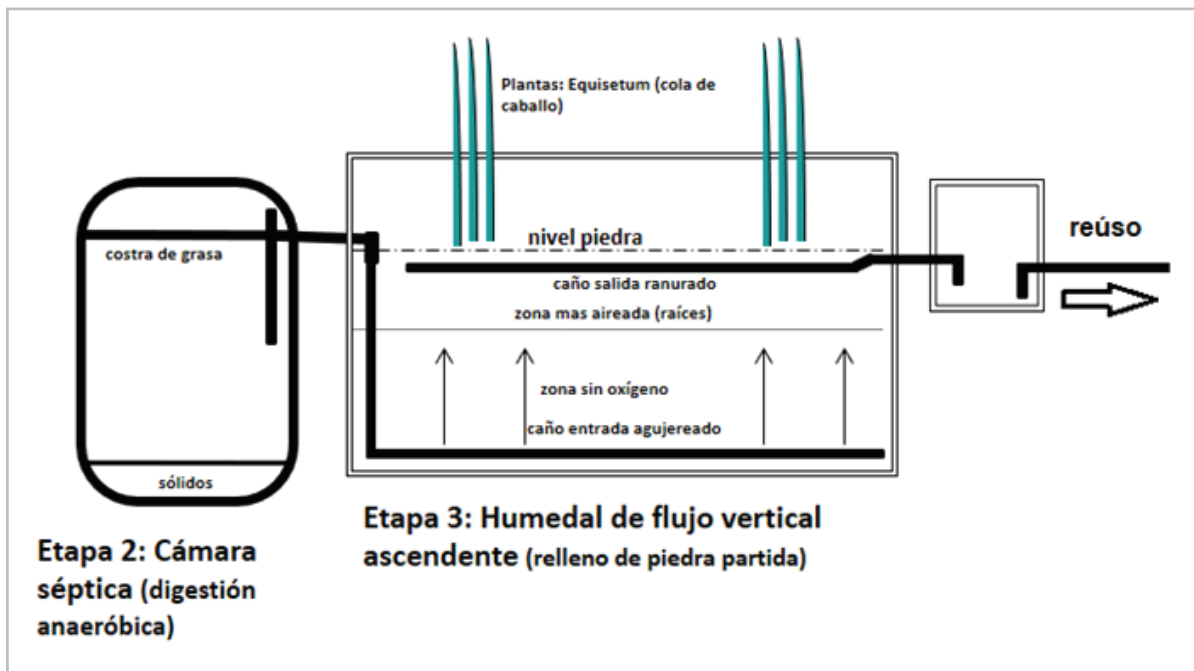 Plantas: Equisetum (cola de
caballo)
costra de grasa
nivel piedra
reúso
caño salida ranurado
zona mas aireada (raíces)
zona sin oxígeno
caño entrada agujereado
sólidos
Etapa 3: Humedal de flujo vertical
ascendente (relleno de piedra partida)
Etapa 2: Cámara
séptica (digestión
anaeróbica)